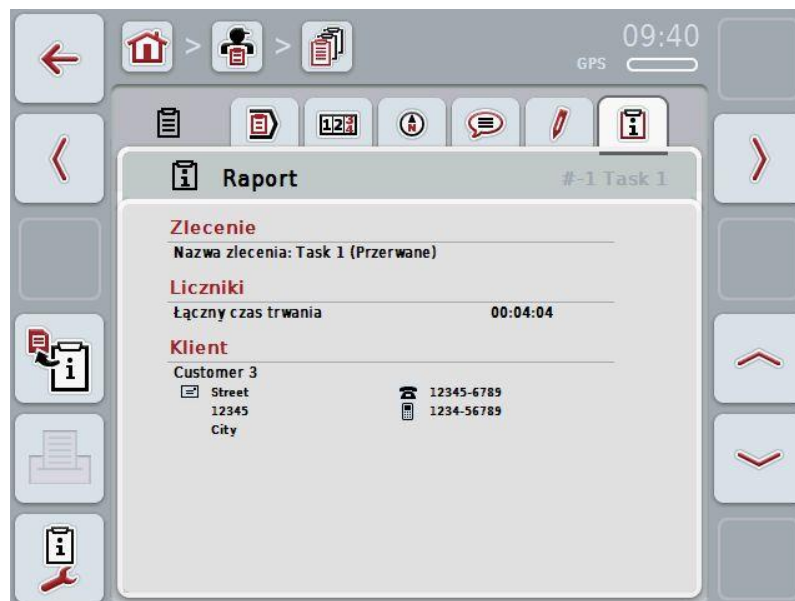 09:40
GPS
123
N
Raport #-1 Task 1
Zlecenie
Nazwa zlecenia: Task 1 (Przerwane)
Liczniki
Łączny czas trwania 00:04:04
Klient
Customer 3
Street 12345-6789
12345 1234-56789
City